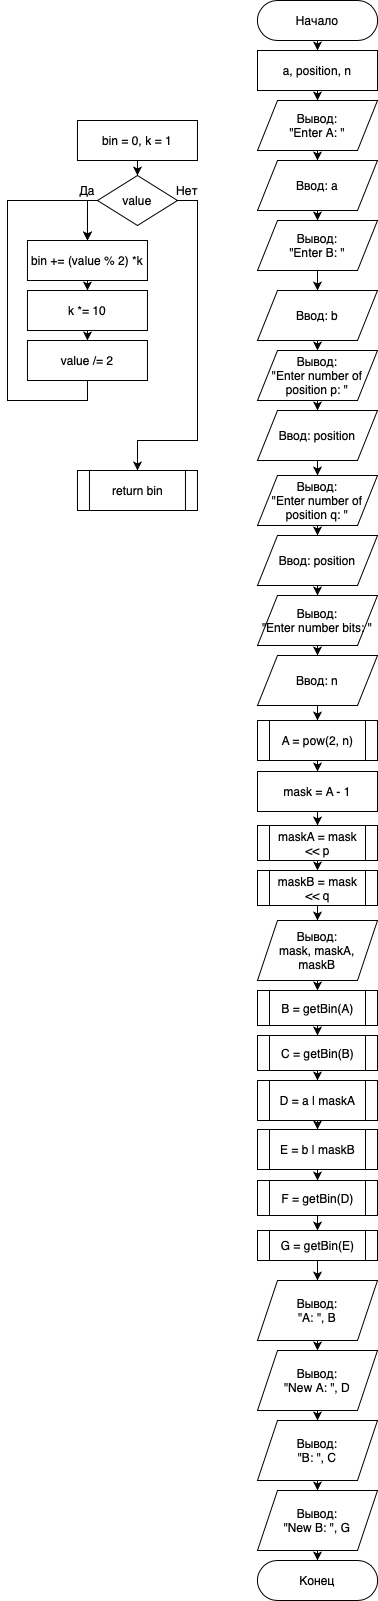 bin = 0, k = 1
Да
Нет
value
bin += (value % 2) *k
k *= 10
value /= 2
return bin
Начало
a, position, n
Вывод:
"Enter A: "
Ввод: a
Вывод:
"Enter B: "
Ввод: b
Вывод:
"Enter number of
position p: "
Ввод: position
Вывод:
"Enter number of
position q: "
Ввод: position
Вывод:
"Enter number bits: "
Ввод: n
A = pow(2, n)
mask = A - 1
maskA = mask
<< p
maskB = mask
<< q
Вывод:
mask, maskA,
maskB
B = getBin(A)
C = getBin(B)
D = a | maskA
E = b | maskB
F = getBin(D)
G = getBin(E)
Вывод:
"A: ", B
Вывод:
"New A: ", D
Вывод:
"B: ", C
Вывод:
"New B: ", G
Конец